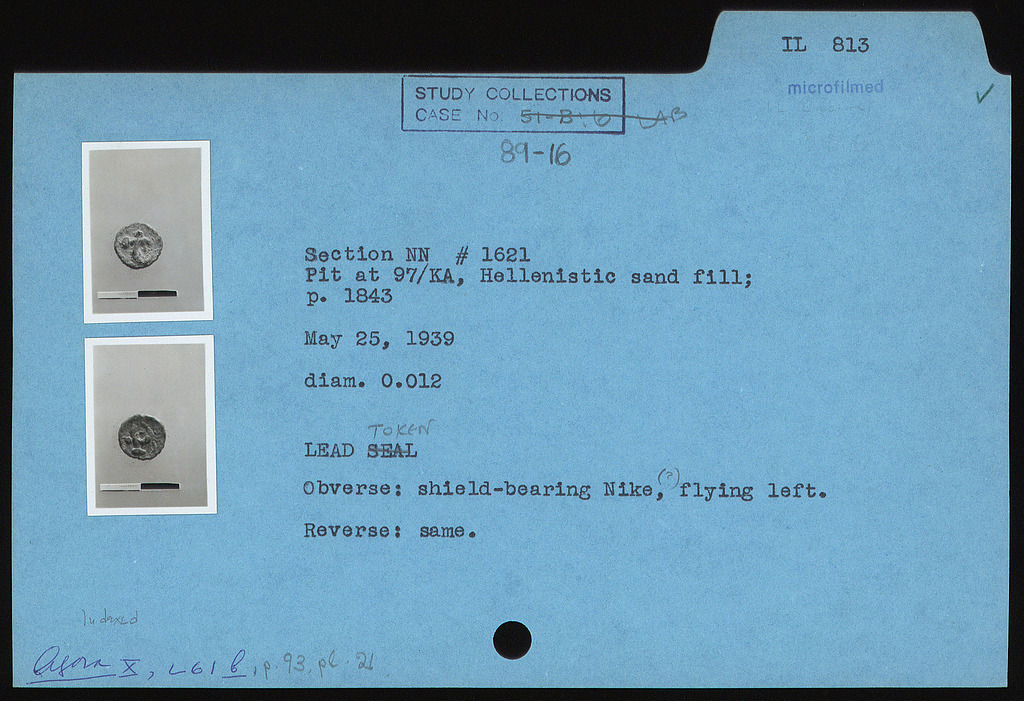 IL 813
microfilmed ✓
STUDY COLLECTIONS
CASE No. 51-B:6 LAB
89-16
Section NN # 1621
Pit at 97/KA, Hellenistic sand fill;
p. 1843
May 25, 1939
diam. 0.012
TOKEN
LEAD SEAL
Obverse: shield-bearing Nike, (?) flying left.
Reverse: same.
Indexed
Agora X, L61 b, p. 93, pl. 21